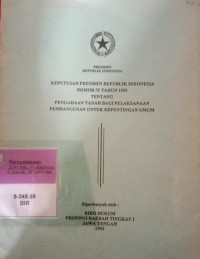 PRESIDEN
REPUBLIK INDONESIA
KEPUTUSAN PRESIDEN REPUBLIK INDONESIA
NOMOR 55 TAHUN 1993
TENTANG
PENGADAAN TANAH BAGI PELAKSANAAN
PEMBANGUNAN UNTUK KEPENTINGAN UMUM
Diperbanyak oleh :
BIRO HUKUM
PROPINSI DAERAH TINGKAT I
JAWA TENGAH
1993